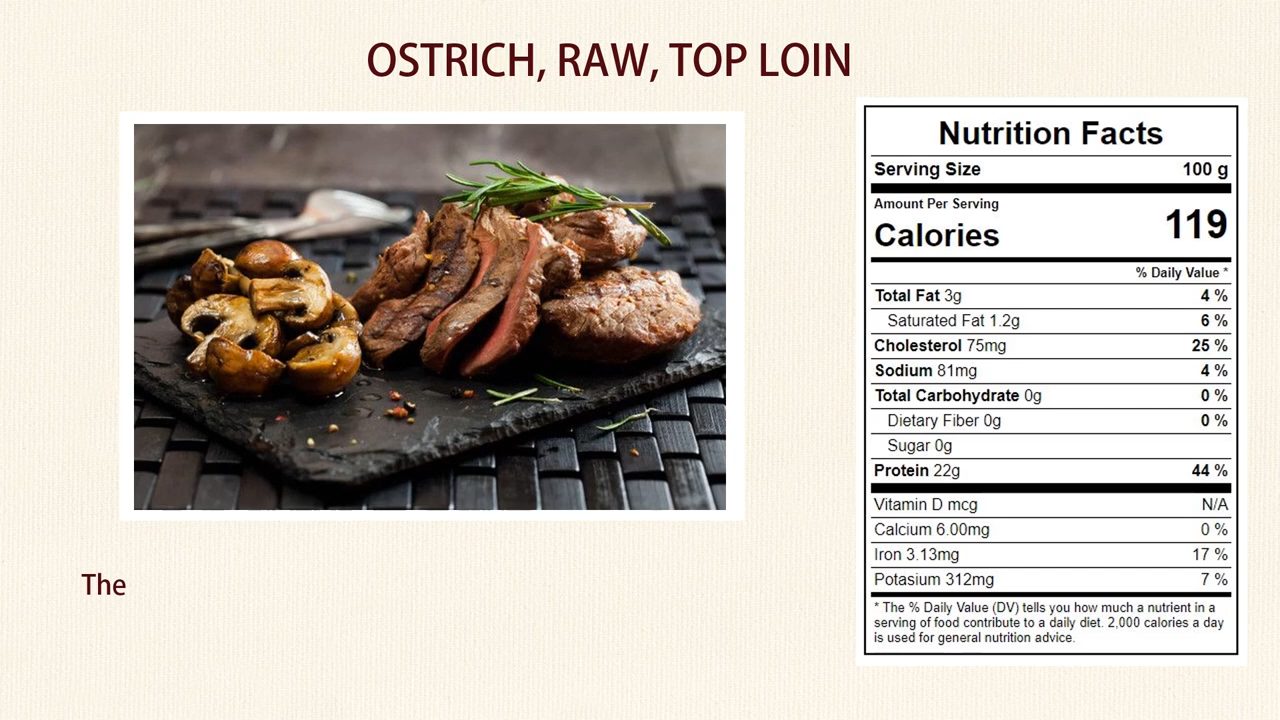 OSTRICH, RAW, TOP LOIN
Nutrition Facts
Serving Size 100 g
Amount Per Serving
Calories 119
% Daily Value *
Total Fat 3g 4 %
Saturated Fat 1.2g 6 %
Cholesterol 75mg 25 %
Sodium 81mg 4 %
Total Carbohydrate 0g 0 %
Dietary Fiber 0g 0 %
Sugar 0g
Protein 22g 44 %
Vitamin D mcg N/A
Calcium 6.00mg 0 %
Iron 3.13mg 17 %
Potasium 312mg 7 %
* The % Daily Value (DV) tells you how much a nutrient in a
serving of food contribute to a daily diet. 2,000 calories a day
is used for general nutrition advice.
The